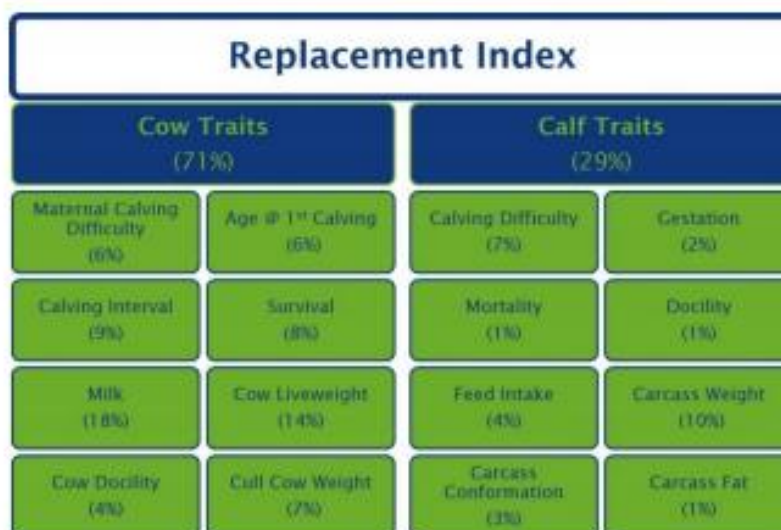 Replacement Index
Cow Traits
(71%)
Calf Traits
(29%)
Maternal Calving
Difficulty
(6%)
Age @ 1st Calving
(6%)
Calving Difficulty
(7%)
Gestation
(2%)
Calving Interval
(9%)
Survival
(8%)
Mortality
(1%)
Docility
(1%)
Milk
(18%)
Cow Liveweight
(14%)
Feed Intake
(4%)
Carcass Weight
(10%)
Cow Docility
(4%)
Cull Cow Weight
(7%)
Carcass
Conformation
(3%)
Carcass Fat
(1%)